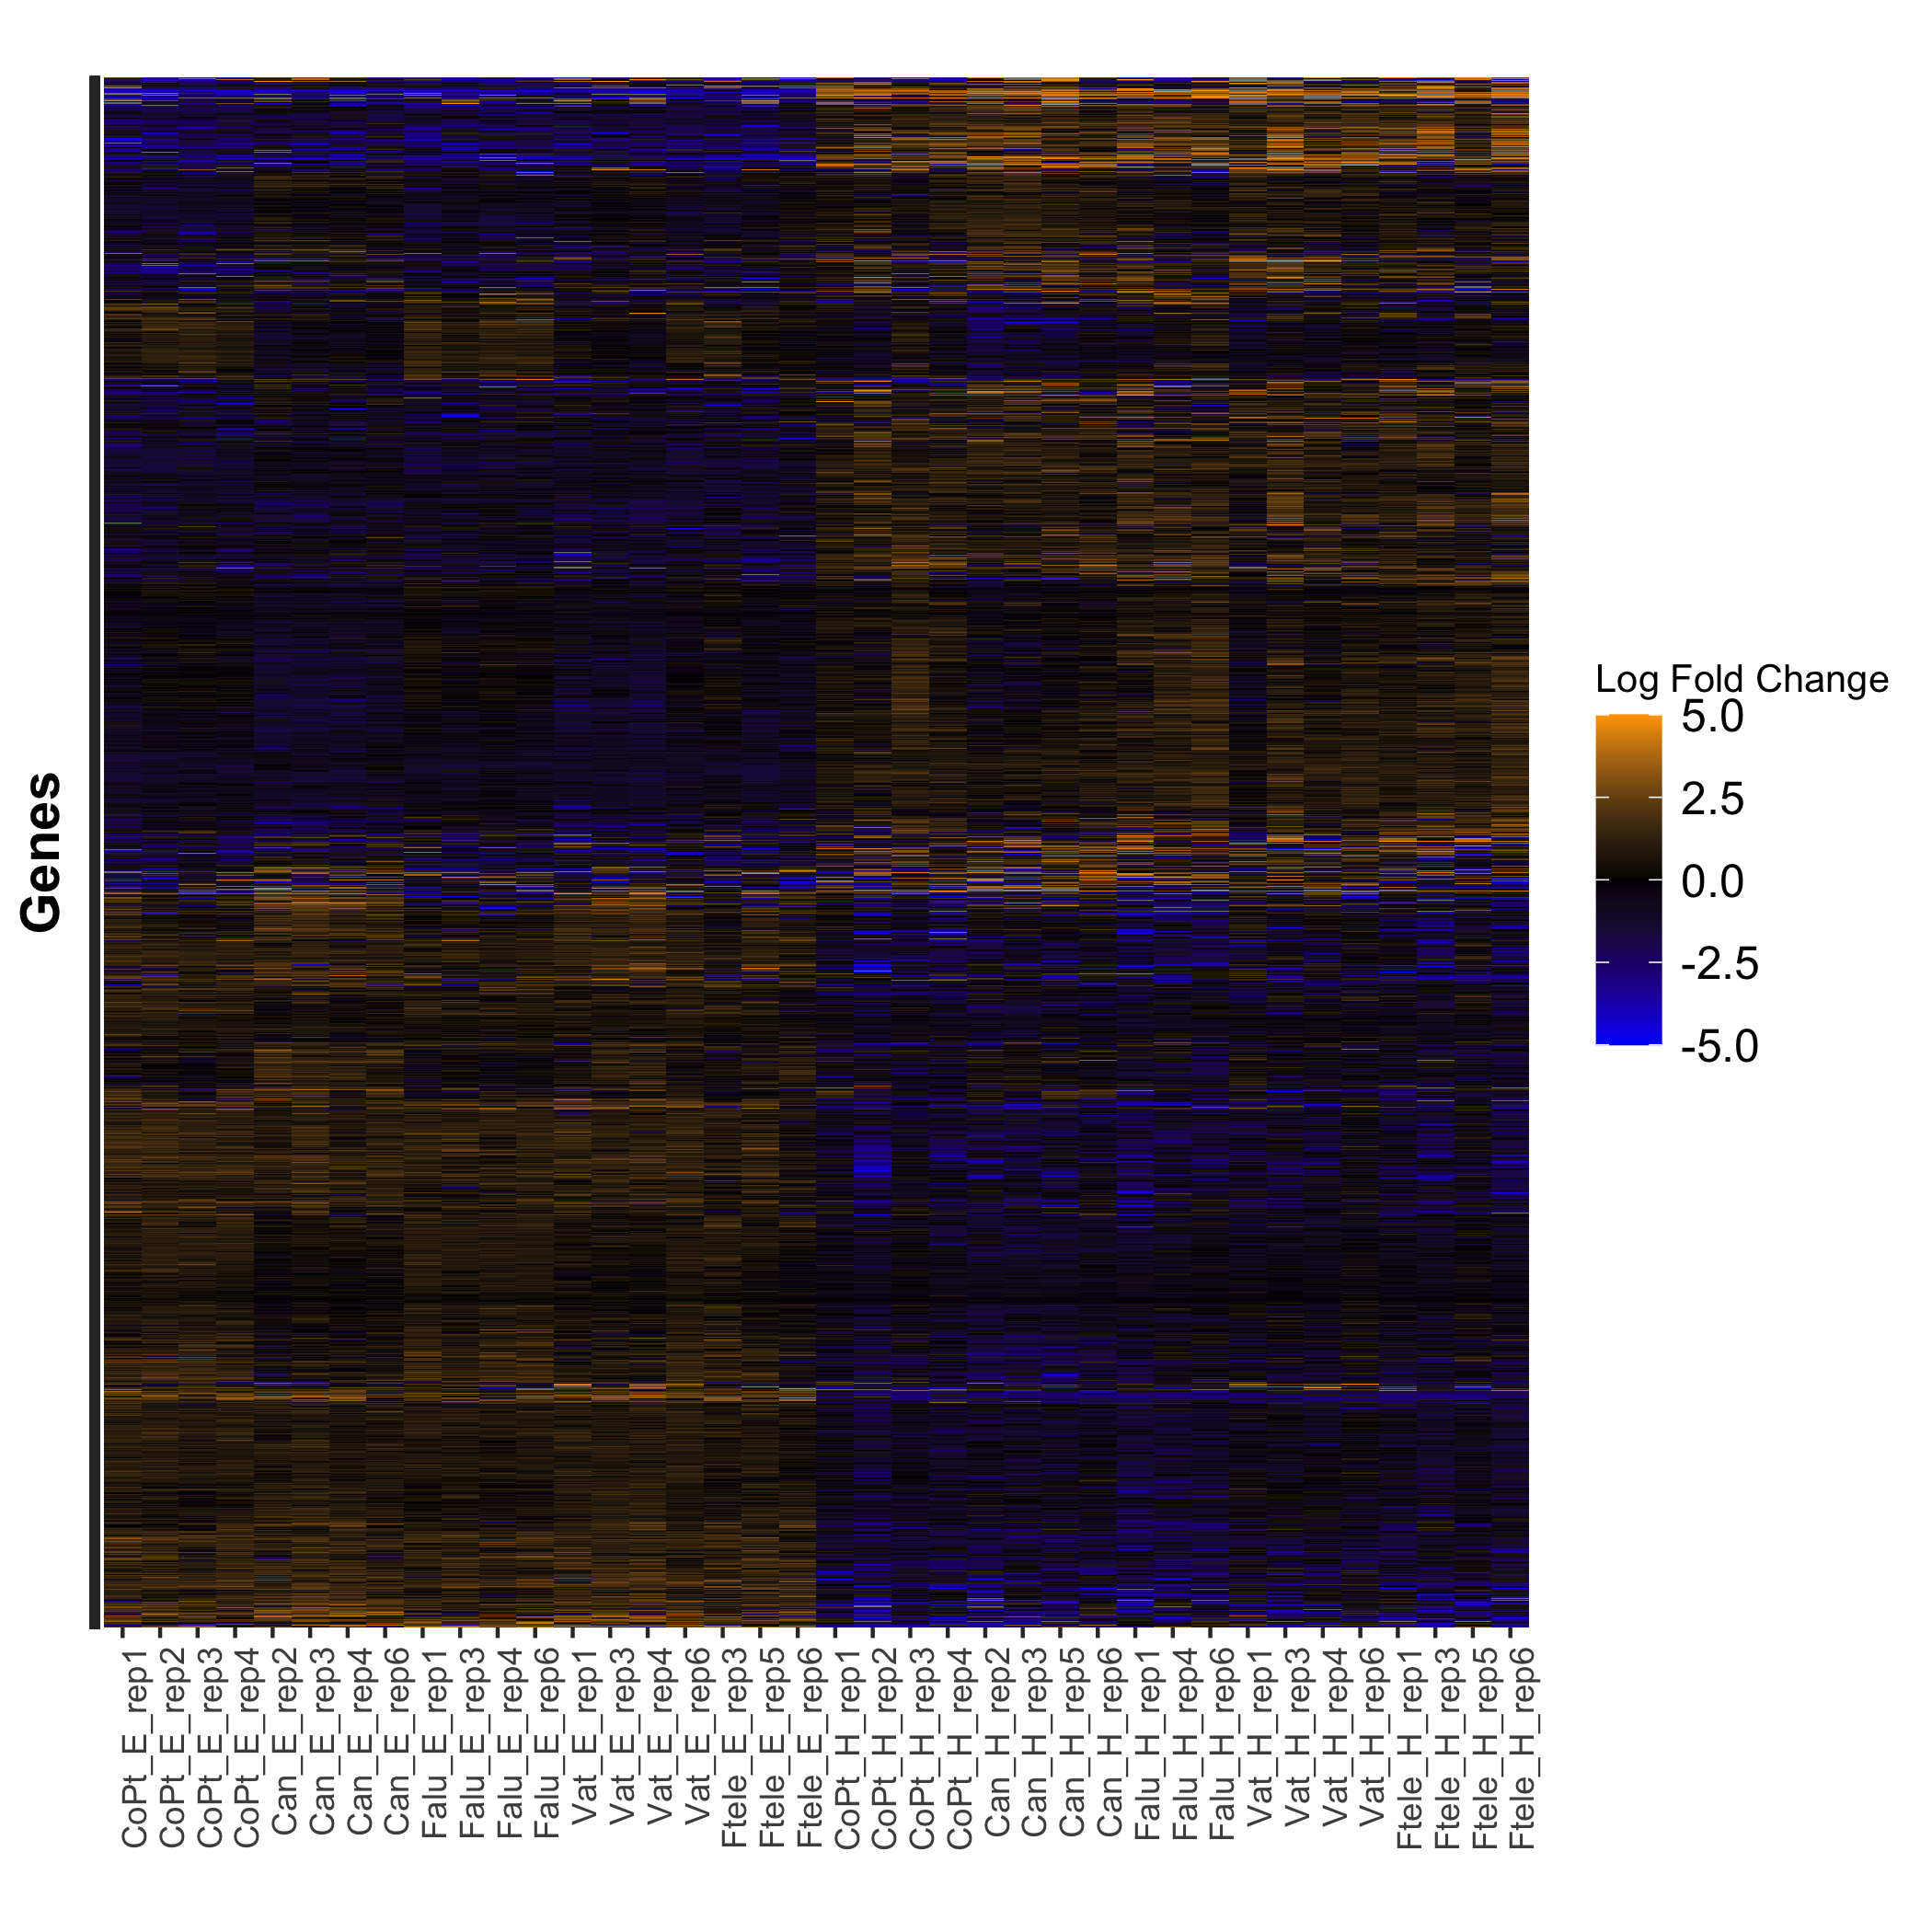 Genes
Log Fold Change
5.0
2.5
0.0
-2.5
-5.0
CoPt_E_rep1
CoPt_E_rep2
CoPt_E_rep3
CoPt_E_rep4
Can_E_rep2
Can_E_rep3
Can_E_rep4
Can_E_rep6
Falu_E_rep1
Falu_E_rep3
Falu_E_rep4
Falu_E_rep6
Vat_E_rep1
Vat_E_rep3
Vat_E_rep4
Vat_E_rep6
Ftele_E_rep3
Ftele_E_rep5
Ftele_E_rep6
CoPt_H_rep1
CoPt_H_rep2
CoPt_H_rep3
CoPt_H_rep4
Can_H_rep2
Can_H_rep3
Can_H_rep5
Can_H_rep6
Falu_H_rep1
Falu_H_rep4
Falu_H_rep6
Vat_H_rep1
Vat_H_rep3
Vat_H_rep4
Vat_H_rep6
Ftele_H_rep1
Ftele_H_rep3
Ftele_H_rep5
Ftele_H_rep6